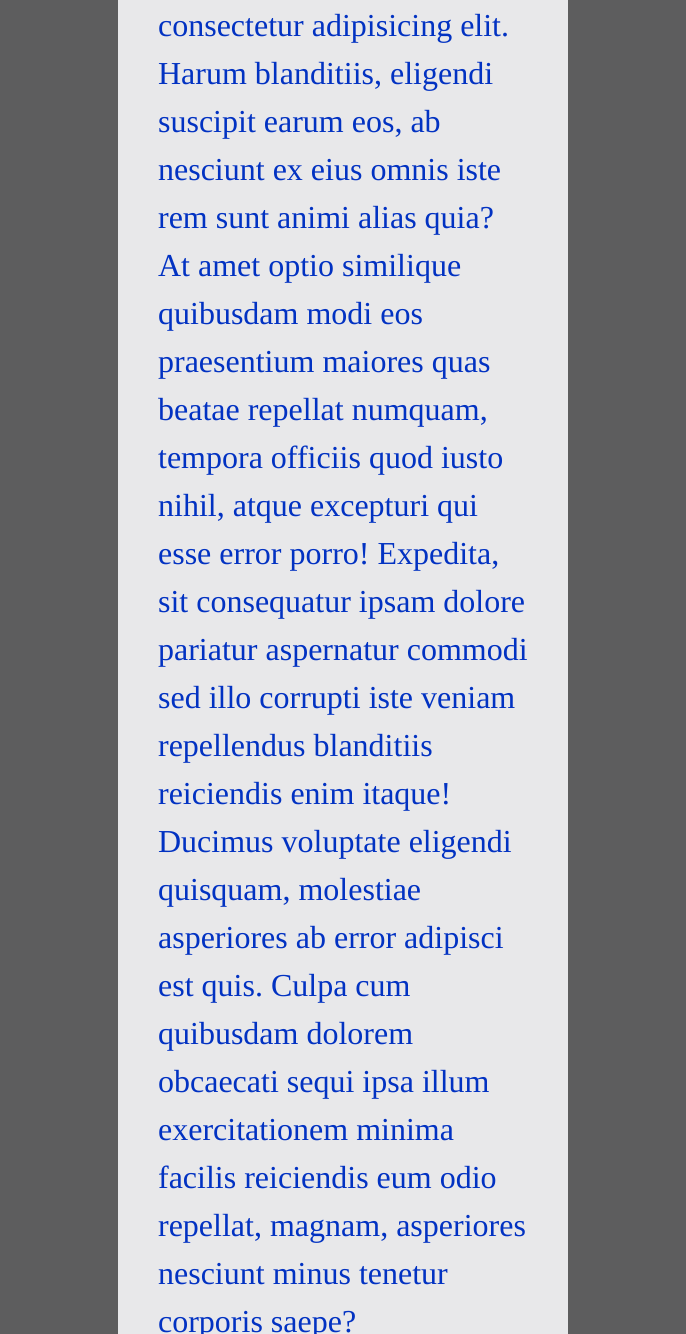 consectetur adipisicing elit.
Harum blanditiis, eligendi
suscipit earum eos, ab
nesciunt ex eius omnis iste
rem sunt animi alias quia?
At amet optio similique
quibusdam modi eos
praesentium maiores quas
beatae repellat numquam,
tempora officiis quod iusto
nihil, atque excepturi qui
esse error porro! Expedita,
sit consequatur ipsam dolore
pariatur aspernatur commodi
sed illo corrupti iste veniam
repellendus blanditiis
reiciendis enim itaque!
Ducimus voluptate eligendi
quisquam, molestiae
asperiores ab error adipisci
est quis. Culpa cum
quibusdam dolorem
obcaecati sequi ipsa illum
exercitationem minima
facilis reiciendis eum odio
repellat, magnam, asperiores
nesciunt minus tenetur
corporis saepe?